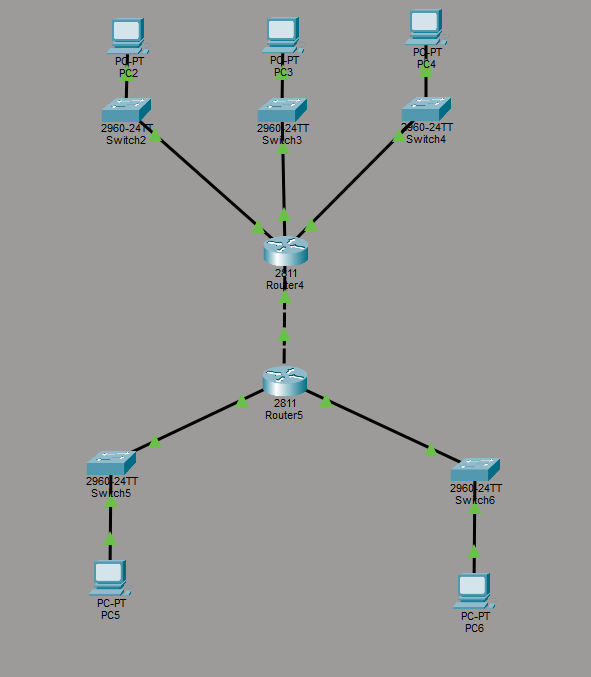 PC-PT
PC2
PC-PT
PC3
PC-PT
PC4
2960-24TT
Switch2
2960-24TT
Switch3
2960-24TT
Switch4
2811
Router4
2811
Router5
2960-24TT
Switch5
2960-24TT
Switch6
PC-PT
PC5
PC-PT
PC6